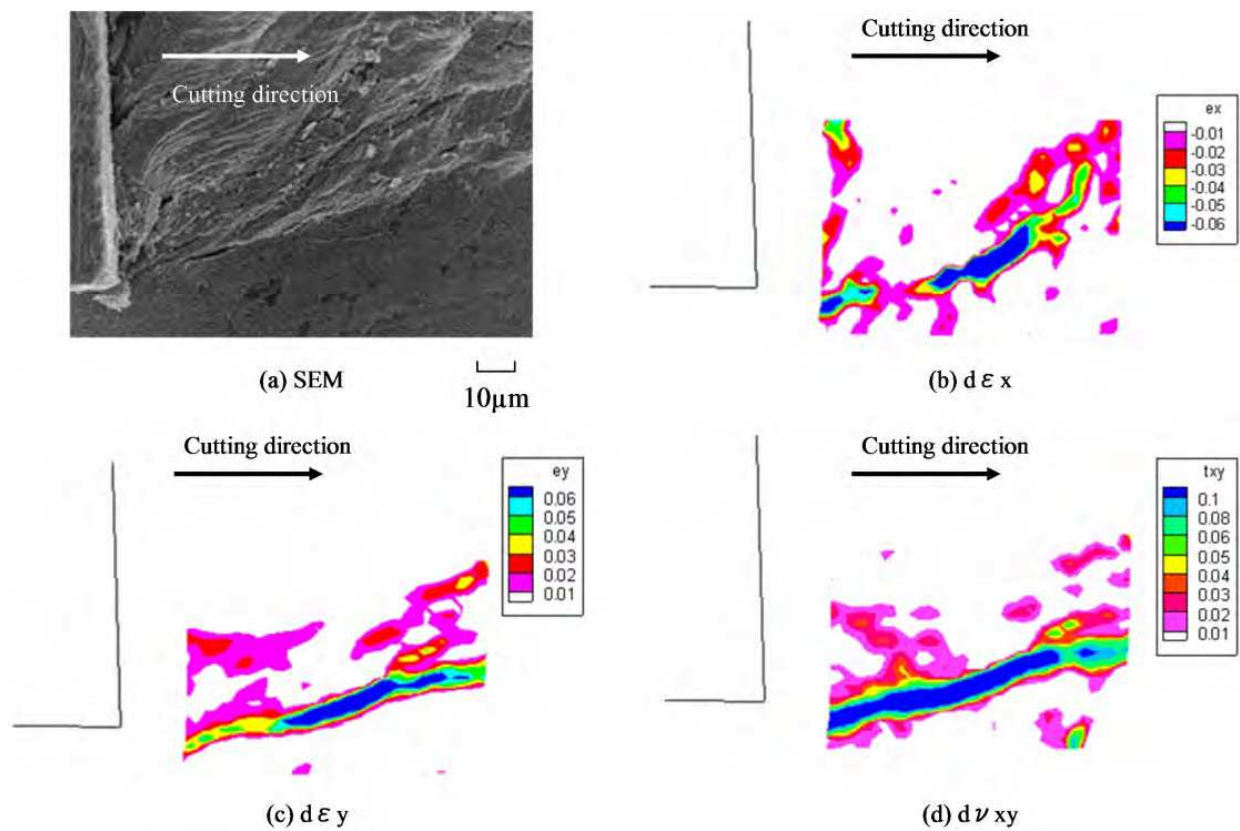 Cutting direction
(a) SEM
10μm
Cutting direction
ex
-0.01
-0.02
-0.03
-0.04
-0.05
-0.06
(b) d ε x
Cutting direction
ey
0.06
0.05
0.04
0.03
0.02
0.01
(c) d ε y
Cutting direction
txy
0.1
0.08
0.06
0.05
0.04
0.03
0.02
0.01
(d) d ν xy